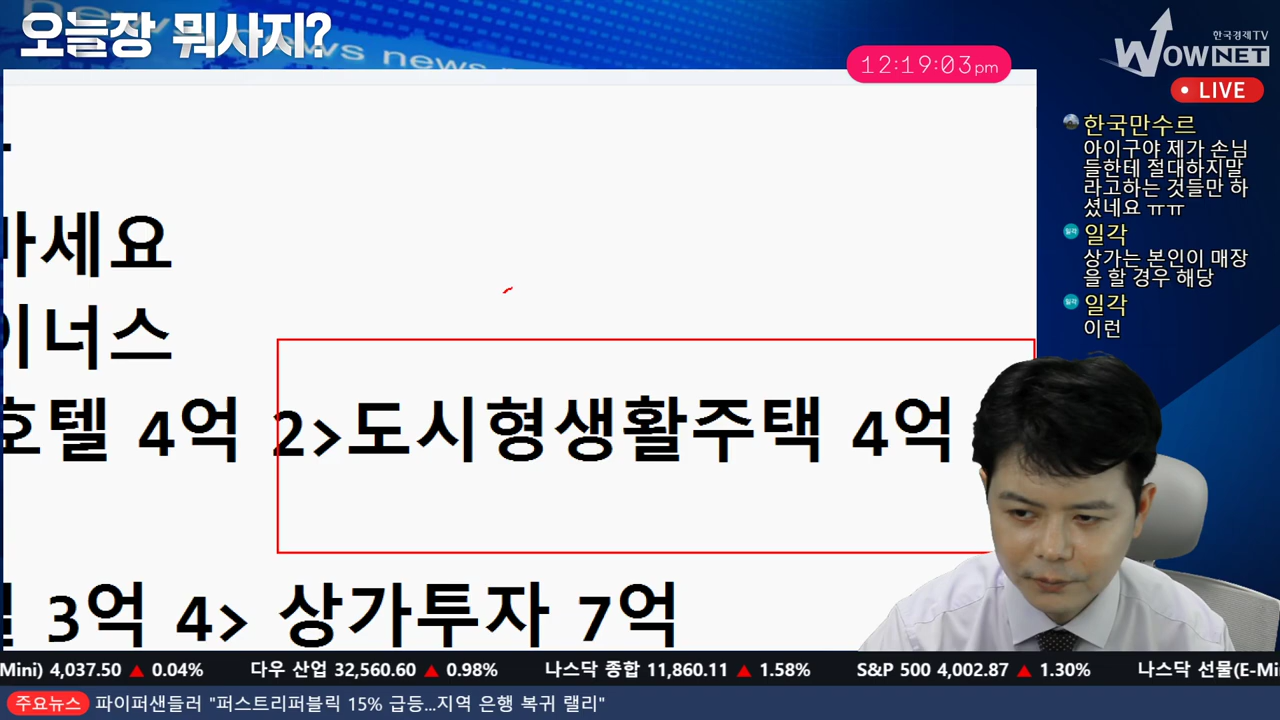 오늘장 뭐사지?
news news news
12:19:03pm
한국경제TV
WOWNET
LIVE
한국만수르
아이구야 제가 손님
들한테 절대하지말
라고하는 것들만 하
셨네요 ㅠㅠ
일각
상가는 본인이 매장
을 할 경우 해당
일각
이런
마세요
이너스
호텔 4억 2>도시형생활주택 4억
3억 4> 상가투자 7억
Mini) 4,037.50 ▲ 0.04% 다우 산업 32,560.60 ▲ 0.98% 나스닥 종합 11,860.11 ▲ 1.58% S&P 500 4,002.87 ▲ 1.30% 나스닥 선물(E-Mi
주요뉴스 파이퍼샌들러 "퍼스트리퍼블릭 15% 급등...지역 은행 복귀 랠리"